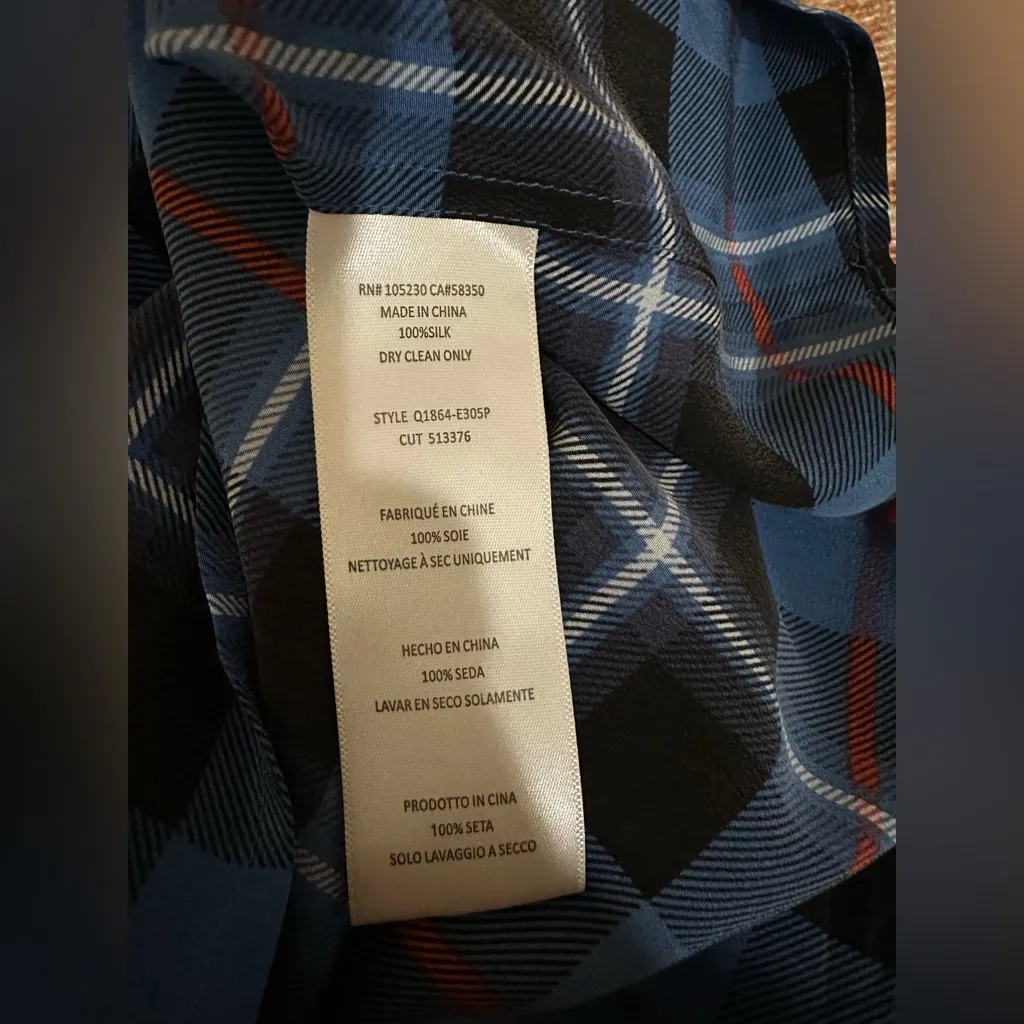 RN# 105230 CA#58350
MADE IN CHINA
100%SILK
DRY CLEAN ONLY
STYLE Q1864-E305P
CUT 513376
FABRIQUÉ EN CHINE
100% SOIE
NETTOYAGE À SEC UNIQUEMENT
HECHO EN CHINA
100% SEDA
LAVAR EN SECO SOLAMENTE
PRODOTTO IN CINA
100% SETA
SOLO LAVAGGIO A SECCO